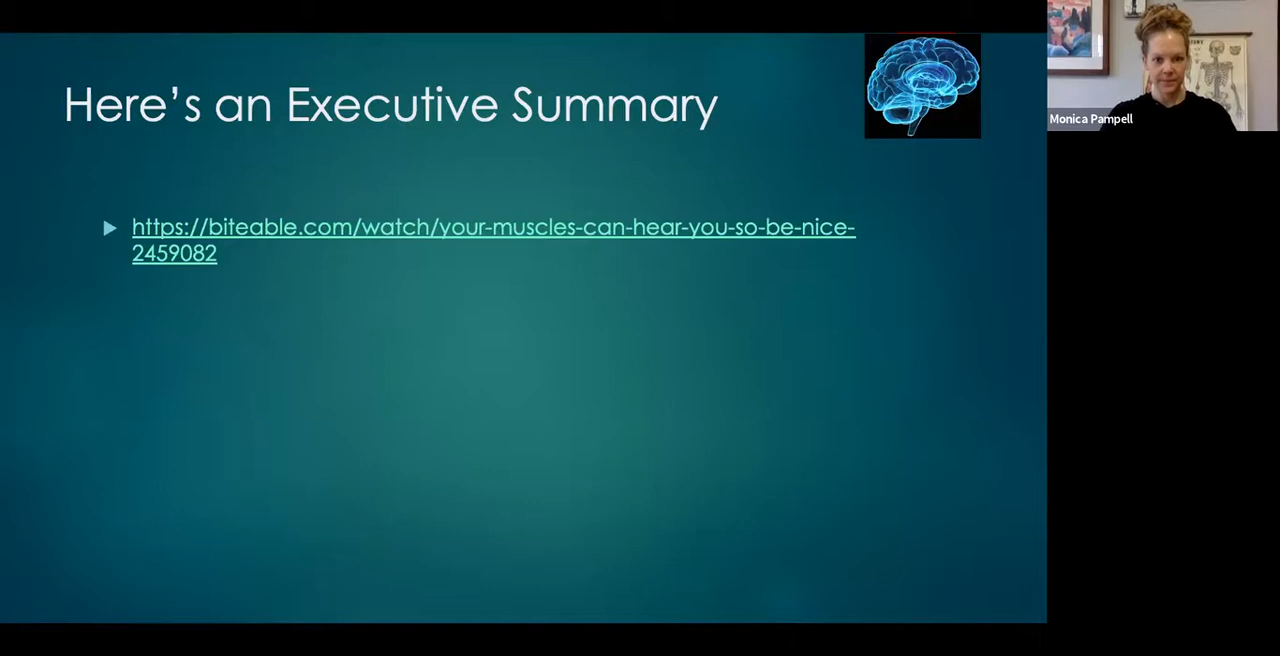 Here's an Executive Summary
https://biteable.com/watch/your-muscles-can-hear-you-so-be-nice-
2459082
Monica Pampell